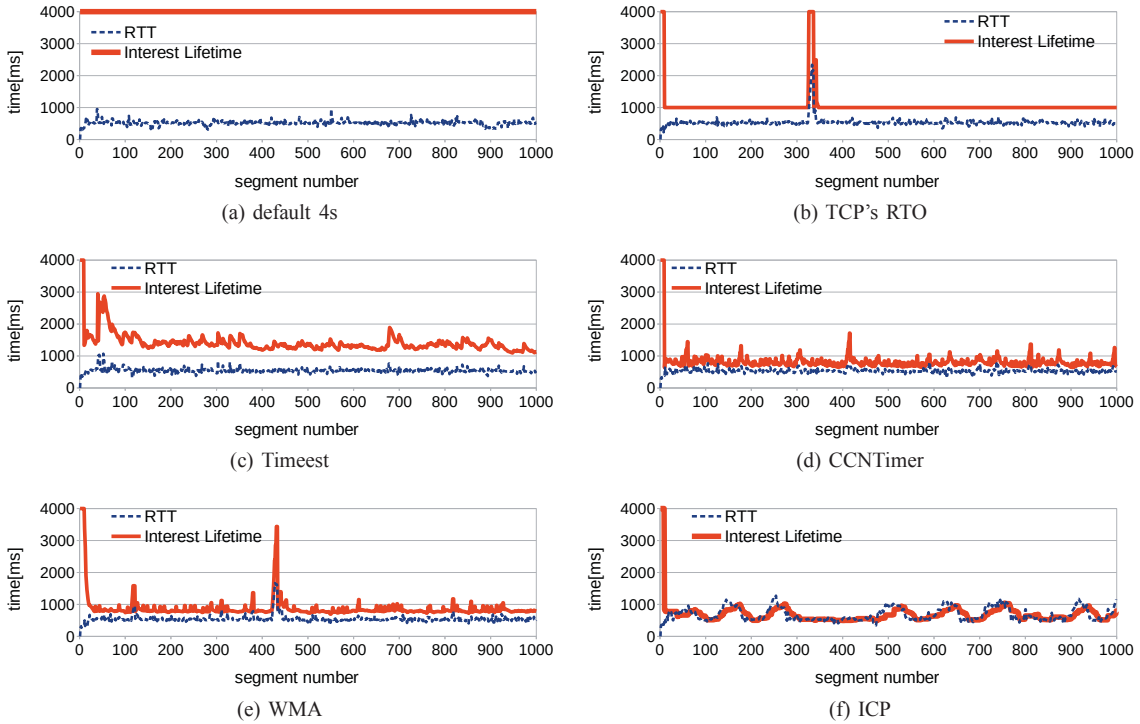 4000
3000
2000
1000
0
time[ms]
RTT
Interest Lifetime
0 100 200 300 400 500 600 700 800 900 1000
segment number
(a) default 4s
4000
3000
2000
1000
0
time[ms]
RTT
Interest Lifetime
0 100 200 300 400 500 600 700 800 900 1000
segment number
(b) TCP's RTO
4000
3000
2000
1000
0
time[ms]
RTT
Interest Lifetime
0 100 200 300 400 500 600 700 800 900 1000
segment number
(c) Timeest
4000
3000
2000
1000
0
time[ms]
RTT
Interest Lifetime
0 100 200 300 400 500 600 700 800 900 1000
segment number
(d) CCNTimer
4000
3000
2000
1000
0
time[ms]
RTT
Interest Lifetime
0 100 200 300 400 500 600 700 800 900 1000
segment number
(e) WMA
4000
3000
2000
1000
0
time[ms]
RTT
Interest Lifetime
0 100 200 300 400 500 600 700 800 900 1000
segment number
(f) ICP